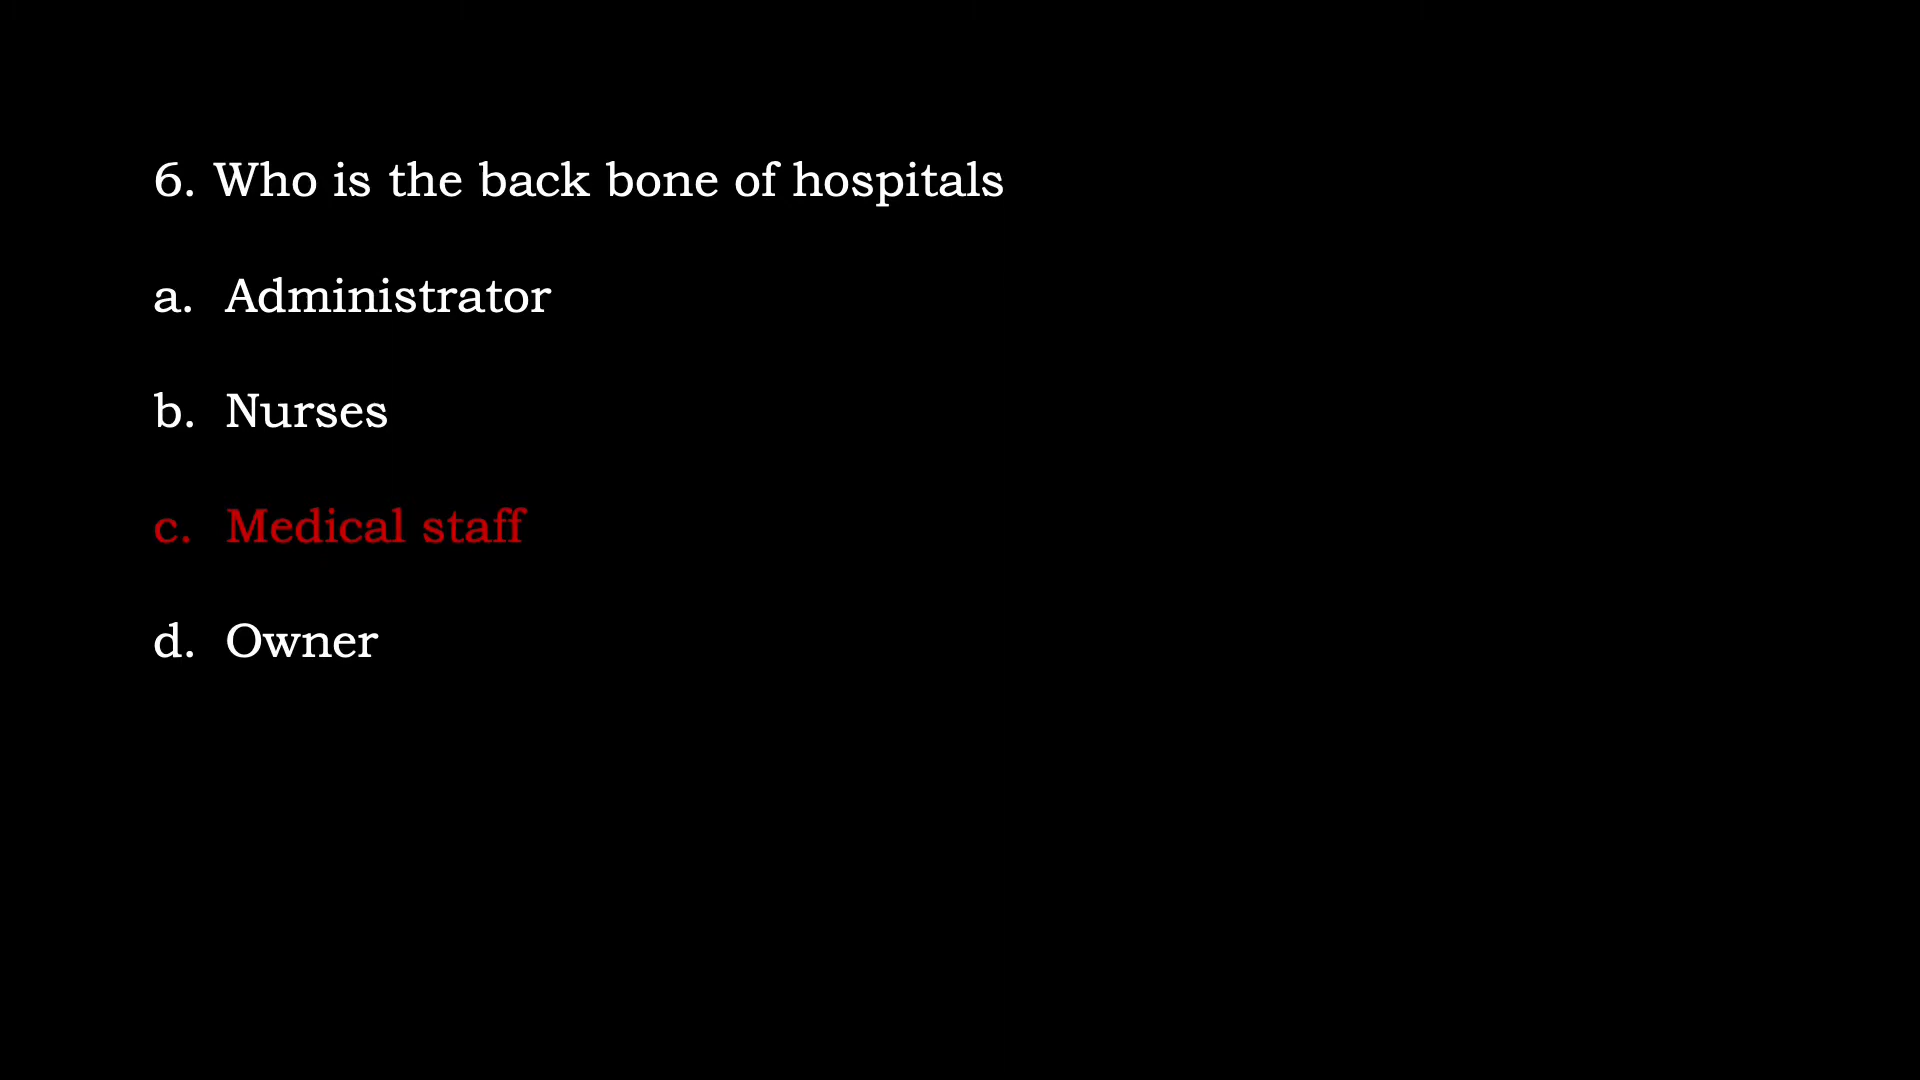 6. Who is the back bone of hospitals
a. Administrator
b. Nurses
c. Medical staff
d. Owner